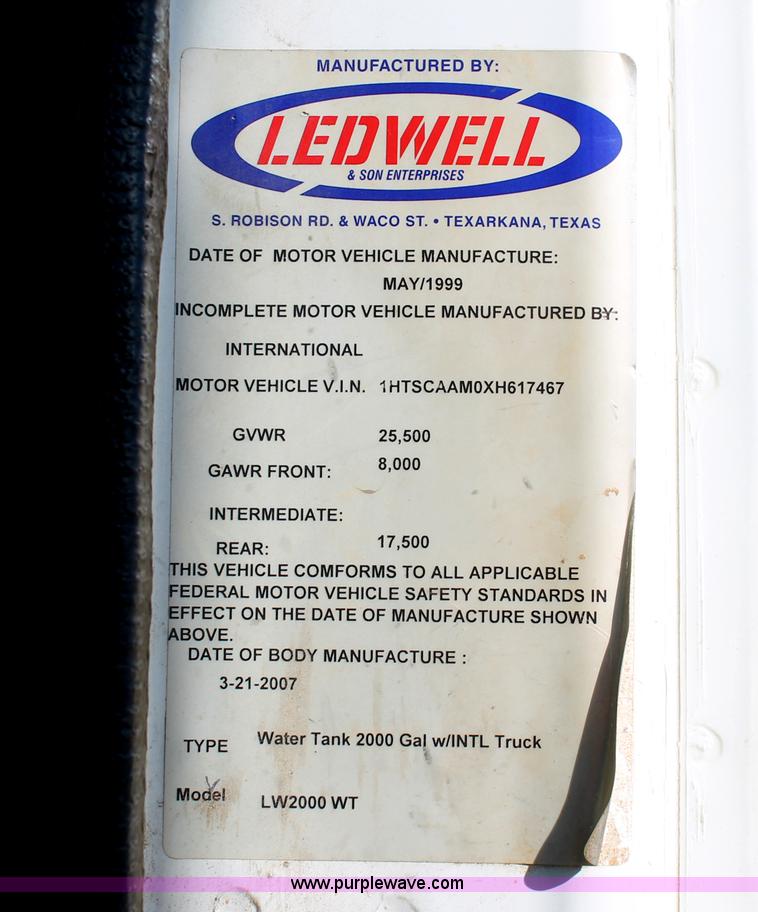 MANUFACTURED BY:
LEDWELL
& SON ENTERPRISES
S. ROBISON RD. & WACO ST. • TEXARKANA, TEXAS
DATE OF MOTOR VEHICLE MANUFACTURE:
MAY/1999
INCOMPLETE MOTOR VEHICLE MANUFACTURED BY:
INTERNATIONAL
MOTOR VEHICLE V.I.N. 1HTSCAAM0XH617467
GVWR 25,500
GAWR FRONT: 8,000
INTERMEDIATE:
REAR: 17,500
THIS VEHICLE COMFORMS TO ALL APPLICABLE
FEDERAL MOTOR VEHICLE SAFETY STANDARDS IN
EFFECT ON THE DATE OF MANUFACTURE SHOWN
ABOVE.
DATE OF BODY MANUFACTURE :
3-21-2007
TYPE Water Tank 2000 Gal w/INTL Truck
Model LW2000 WT
www.purplewave.com